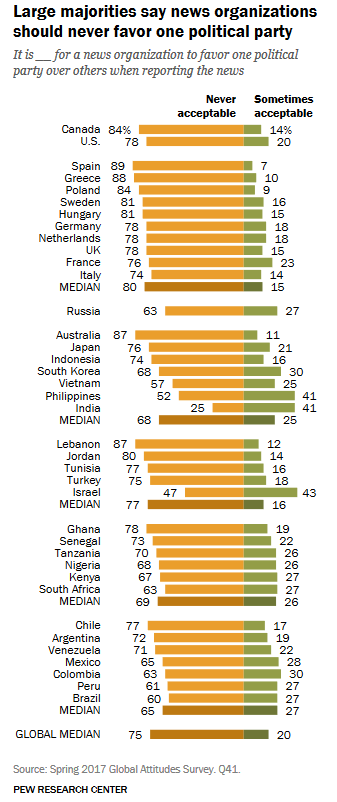 Large majorities say news organizations
should never favor one political party
It is __ for a news organization to favor one political
party over others when reporting the news
Never acceptable Sometimes acceptable
Canada 84% 14%
U.S. 78 20
Spain 89 7
Greece 88 10
Poland 84 9
Sweden 81 16
Hungary 81 15
Germany 78 18
Netherlands 78 18
UK 78 15
France 76 23
Italy 74 14
MEDIAN 80 15
Russia 63 27
Australia 87 11
Japan 76 21
Indonesia 74 16
South Korea 68 30
Vietnam 57 25
Philippines 52 41
India 25 41
MEDIAN 68 25
Lebanon 87 12
Jordan 80 14
Tunisia 77 16
Turkey 75 18
Israel 47 43
MEDIAN 77 16
Ghana 78 19
Senegal 73 22
Tanzania 70 26
Nigeria 68 26
Kenya 67 27
South Africa 63 27
MEDIAN 69 26
Chile 77 17
Argentina 72 19
Venezuela 71 22
Mexico 65 28
Colombia 63 30
Peru 61 27
Brazil 60 27
MEDIAN 65 27
GLOBAL MEDIAN 75 20
Source: Spring 2017 Global Attitudes Survey. Q41.
PEW RESEARCH CENTER